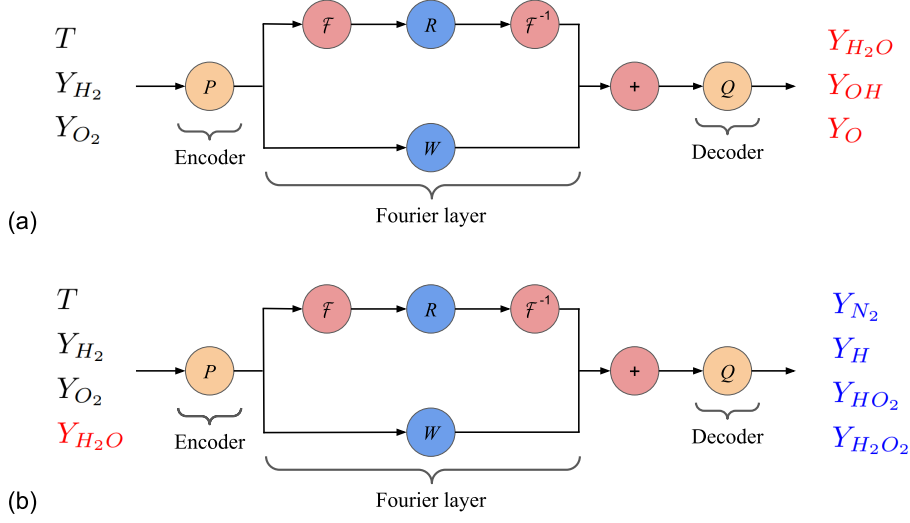 T
Y_{H_2}
Y_{O_2}
P
Encoder
ℱ
R
ℱ^{-1}
W
Fourier layer
+
Q
Decoder
Y_{H_2O}
Y_{OH}
Y_O
(a)
T
Y_{H_2}
Y_{O_2}
Y_{H_2O}
P
Encoder
ℱ
R
ℱ^{-1}
W
Fourier layer
+
Q
Decoder
Y_{N_2}
Y_H
Y_{HO_2}
Y_{H_2O_2}
(b)